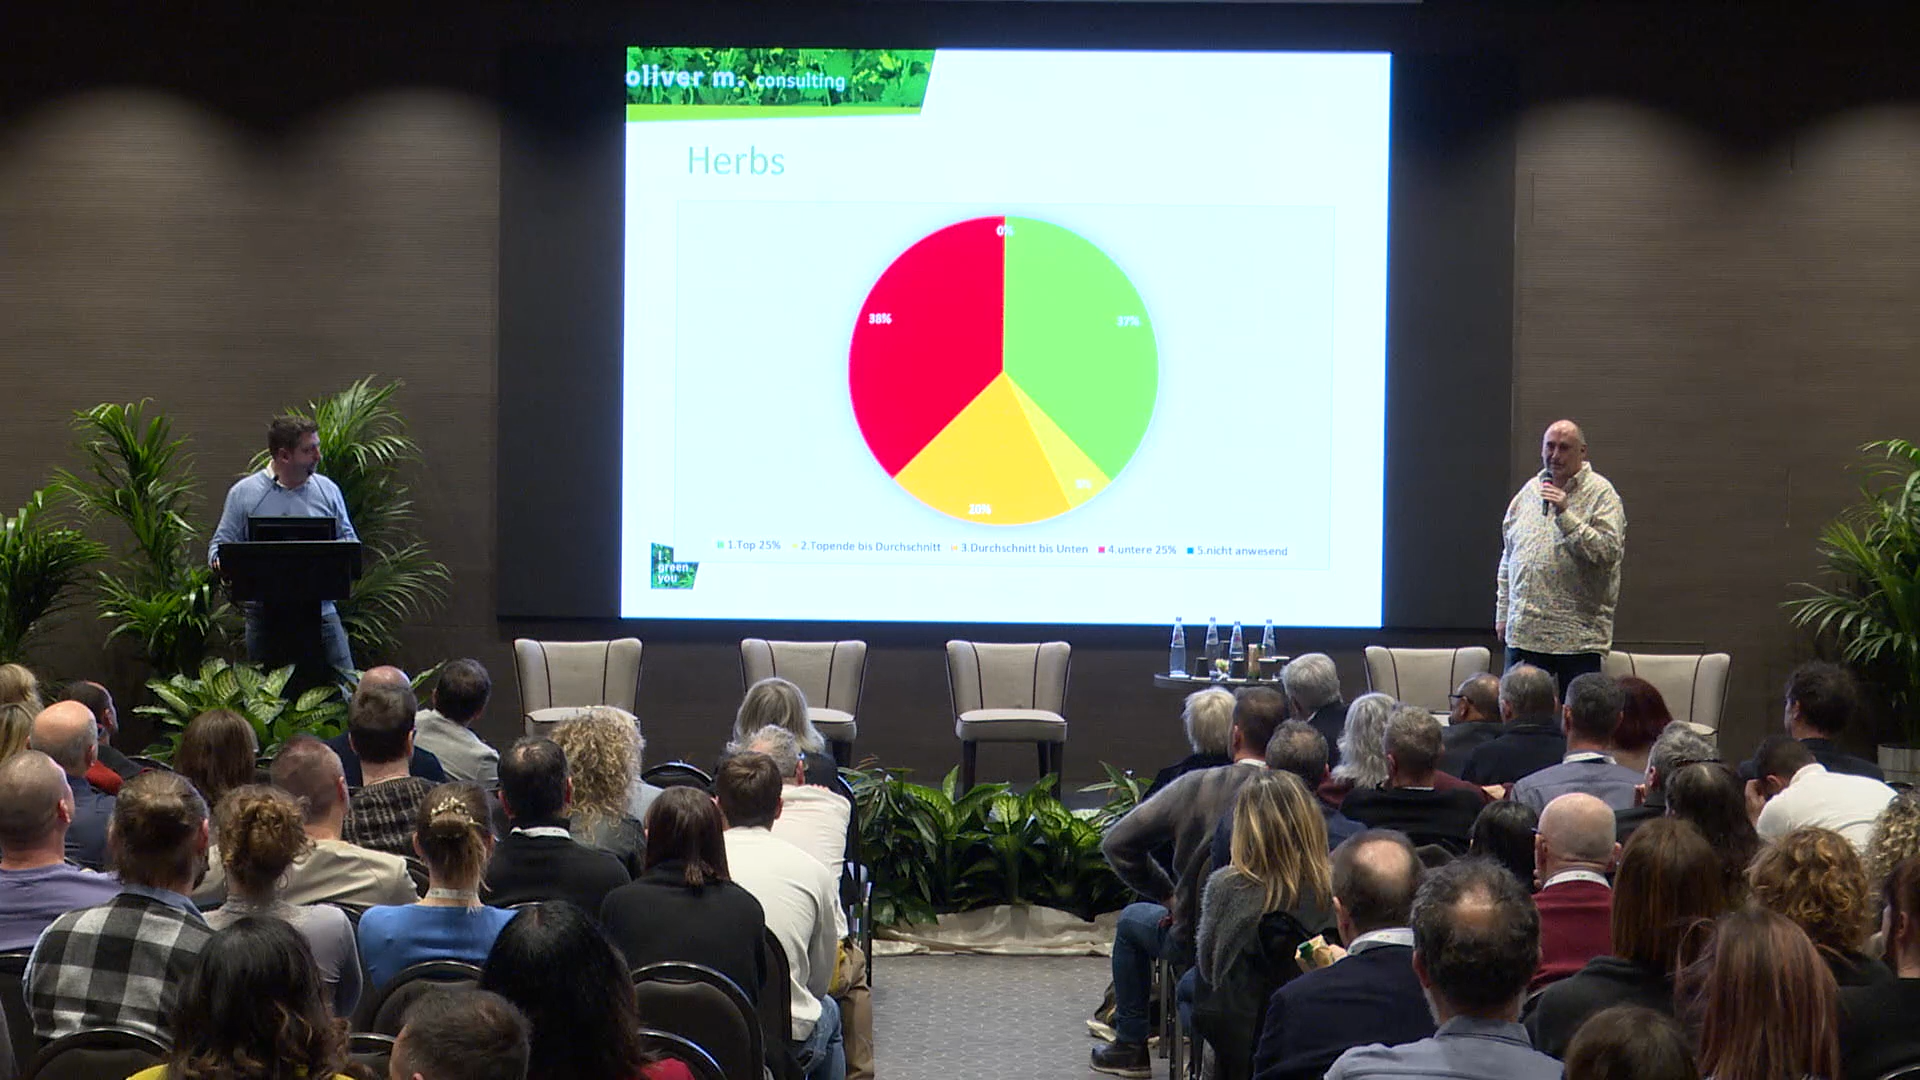 oliver m. consulting
Herbs
0%
38%
37%
20%
1.Top 25% 2.Topende bis Durchschnitt 3.Durchschnitt bis Unten 4.untere 25% 5.nicht anwesend
green
you